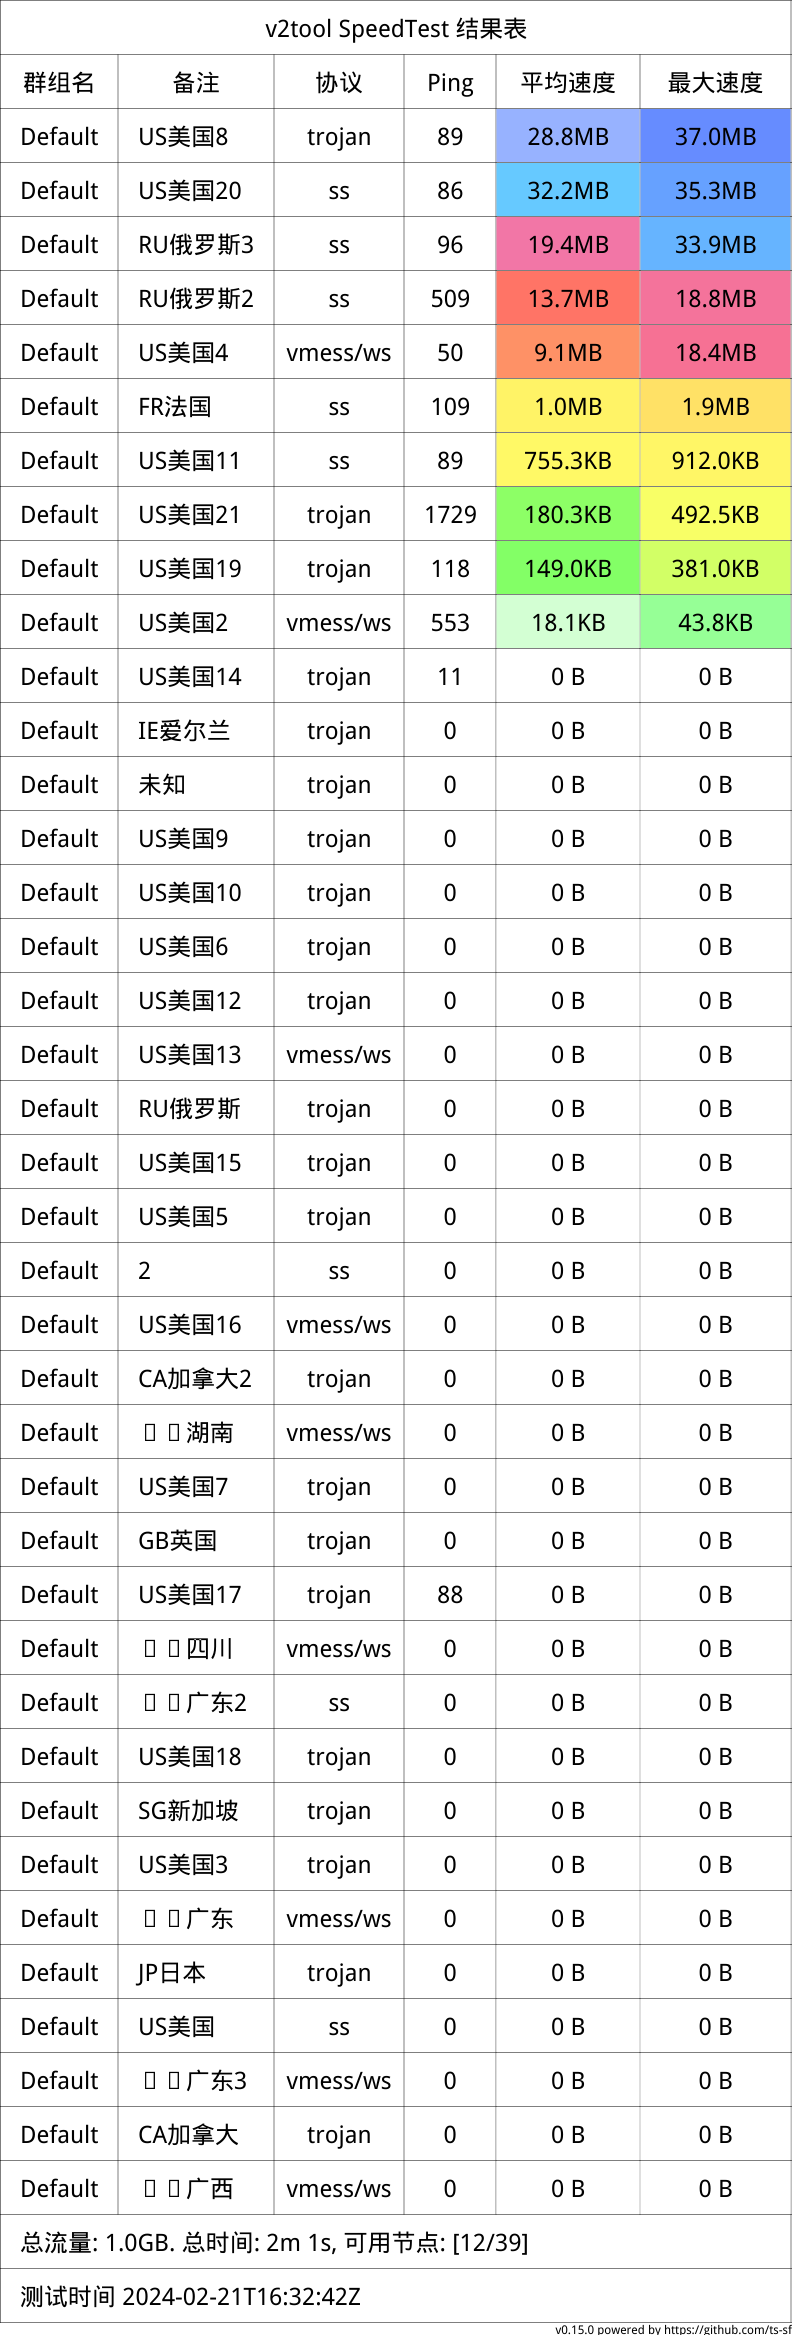 v2tool SpeedTest 结果表
群组名 备注 协议 Ping 平均速度 最大速度
Default US美国8 trojan 89 28.8MB 37.0MB
Default US美国20 ss 86 32.2MB 35.3MB
Default RU俄罗斯3 ss 96 19.4MB 33.9MB
Default RU俄罗斯2 ss 509 13.7MB 18.8MB
Default US美国4 vmess/ws 50 9.1MB 18.4MB
Default FR法国 ss 109 1.0MB 1.9MB
Default US美国11 ss 89 755.3KB 912.0KB
Default US美国21 trojan 1729 180.3KB 492.5KB
Default US美国19 trojan 118 149.0KB 381.0KB
Default US美国2 vmess/ws 553 18.1KB 43.8KB
Default US美国14 trojan 11 0 B 0 B
Default IE爱尔兰 trojan 0 0 B 0 B
Default 未知 trojan 0 0 B 0 B
Default US美国9 trojan 0 0 B 0 B
Default US美国10 trojan 0 0 B 0 B
Default US美国6 trojan 0 0 B 0 B
Default US美国12 trojan 0 0 B 0 B
Default US美国13 vmess/ws 0 0 B 0 B
Default RU俄罗斯 trojan 0 0 B 0 B
Default US美国15 trojan 0 0 B 0 B
Default US美国5 trojan 0 0 B 0 B
Default 2 ss 0 0 B 0 B
Default US美国16 vmess/ws 0 0 B 0 B
Default CA加拿大2 trojan 0 0 B 0 B
Default 湖南 vmess/ws 0 0 B 0 B
Default US美国7 trojan 0 0 B 0 B
Default GB英国 trojan 0 0 B 0 B
Default US美国17 trojan 88 0 B 0 B
Default 四川 vmess/ws 0 0 B 0 B
Default 广东2 ss 0 0 B 0 B
Default US美国18 trojan 0 0 B 0 B
Default SG新加坡 trojan 0 0 B 0 B
Default US美国3 trojan 0 0 B 0 B
Default 广东 vmess/ws 0 0 B 0 B
Default JP日本 trojan 0 0 B 0 B
Default US美国 ss 0 0 B 0 B
Default 广东3 vmess/ws 0 0 B 0 B
Default CA加拿大 trojan 0 0 B 0 B
Default 广西 vmess/ws 0 0 B 0 B
总流量: 1.0GB. 总时间: 2m 1s, 可用节点: [12/39]
测试时间 2024-02-21T16:32:42Z
v0.15.0 powered by https://github.com/ts-sf